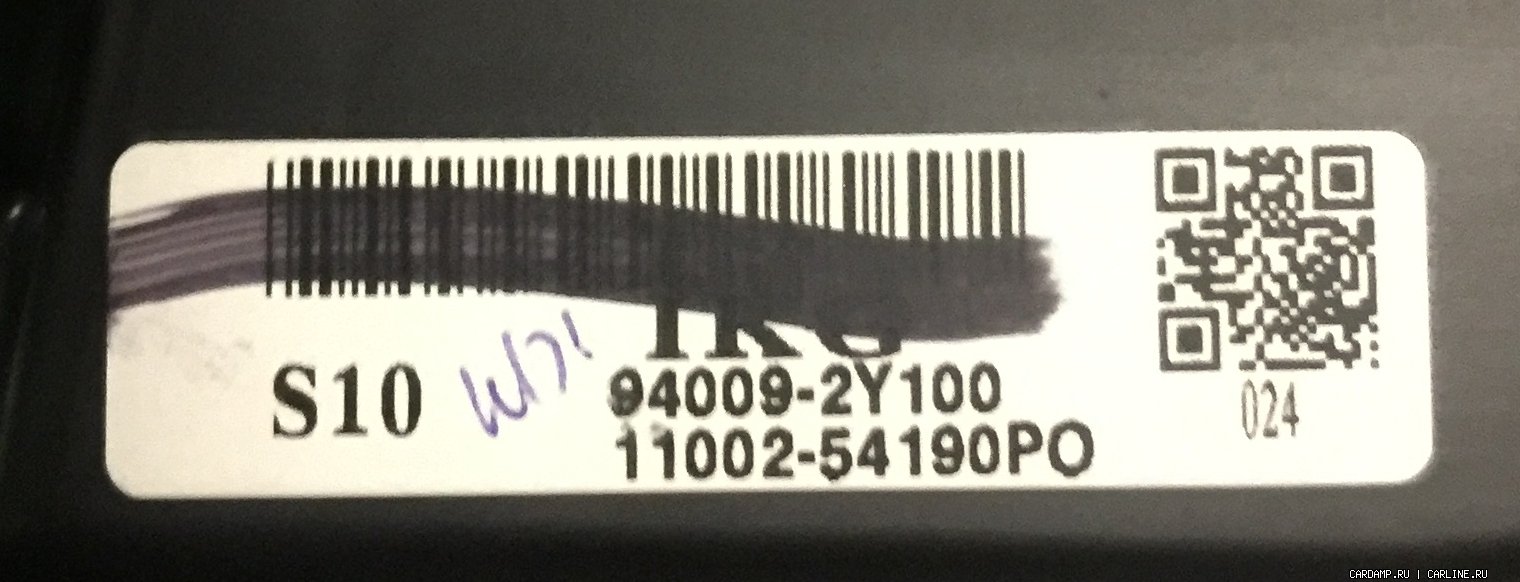 S10
94009-2Y100
11002-54190PO
024
CARDAMP.RU | CARLINE.RU